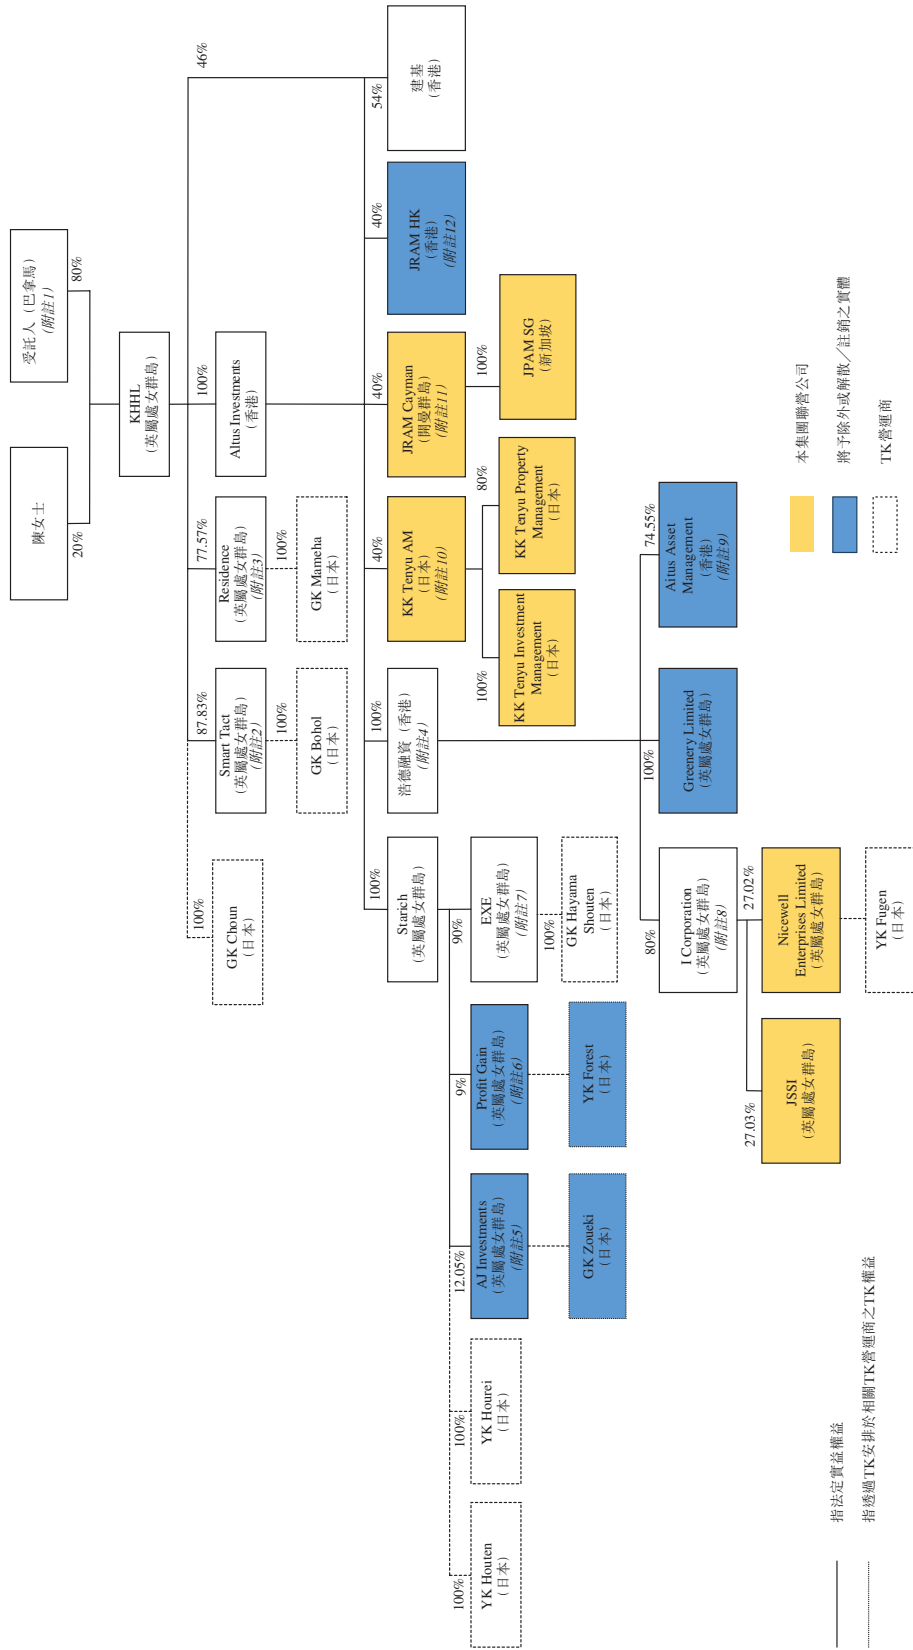 陳女士
受託人（巴拿馬）
(附註1)
20%
80%
KHHL
（英屬處女群島）
100%
87.83%
77.57%
100%
46%
GK Choun
（日本）
Smart Tact
（英屬處女群島）
(附註2)
Residence
（英屬處女群島）
(附註3)
Altus Investments
（香港）
100%
100%
GK Bohol
（日本）
GK Mameha
（日本）
100%
100%
40%
40%
40%
54%
Starich
（英屬處女群島）
浩德融資（香港）
(附註4)
KK Tenyu AM
（日本）
(附註10)
JRAM Cayman
（開曼群島）
(附註11)
JRAM HK
（香港）
(附註12)
建基
（香港）
100%
100%
12.05%
9%
90%
100%
80%
100%
YK Houten
（日本）
YK Hourei
（日本）
AJ Investments
（英屬處女群島）
(附註5)
Profit Gain
（英屬處女群島）
(附註6)
EXE
（英屬處女群島）
(附註7)
KK Tenyu Investment
Management
（日本）
KK Tenyu Property
Management
（日本）
JPAM SG
（新加坡）
100%
GK Zoueki
（日本）
YK Forest
（日本）
GK Hayama
Shouten
（日本）
80%
100%
74.55%
I Corporation
（英屬處女群島）
(附註8)
Greenery Limited
（英屬處女群島）
Aitus Asset
Management
（香港）
(附註9)
27.03%
27.02%
JSSI
（英屬處女群島）
Nicewell
Enterprises Limited
（英屬處女群島）
YK Fugen
（日本）
本集團聯營公司
將予除外或解散／註銷之實體
TK營運商
指法定實益權益
指透過TK安排於相關TK營運商之TK權益